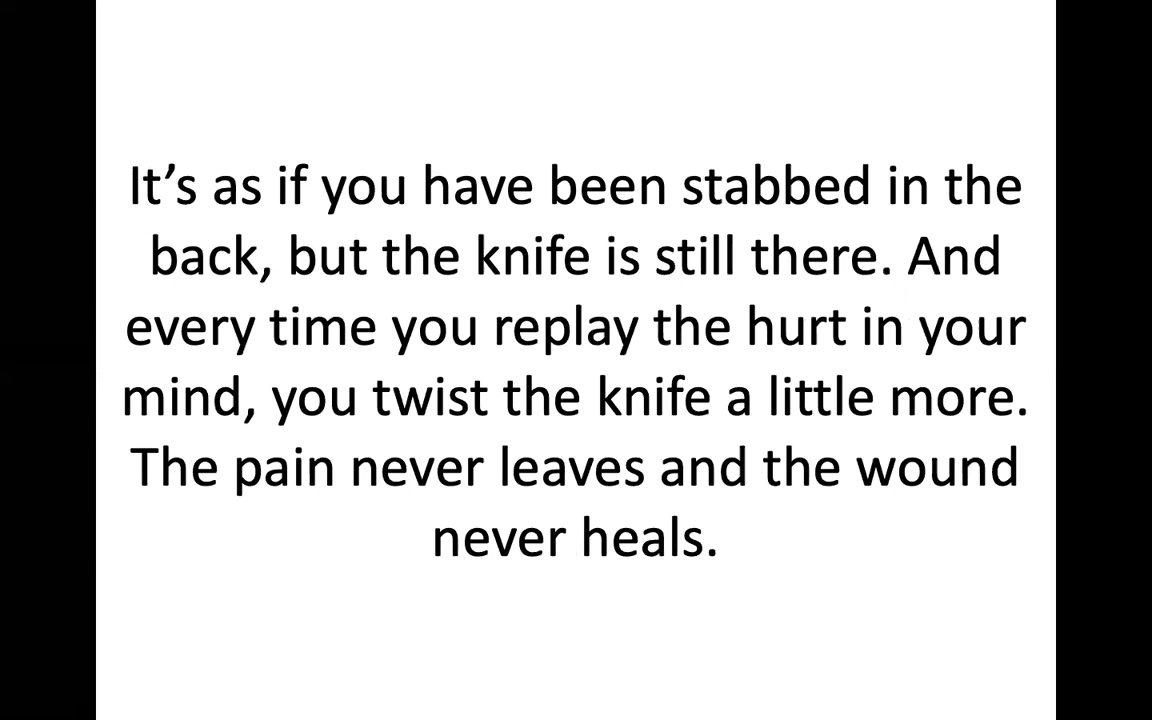 It’s as if you have been stabbed in the
back, but the knife is still there. And
every time you replay the hurt in your
mind, you twist the knife a little more.
The pain never leaves and the wound
never heals.